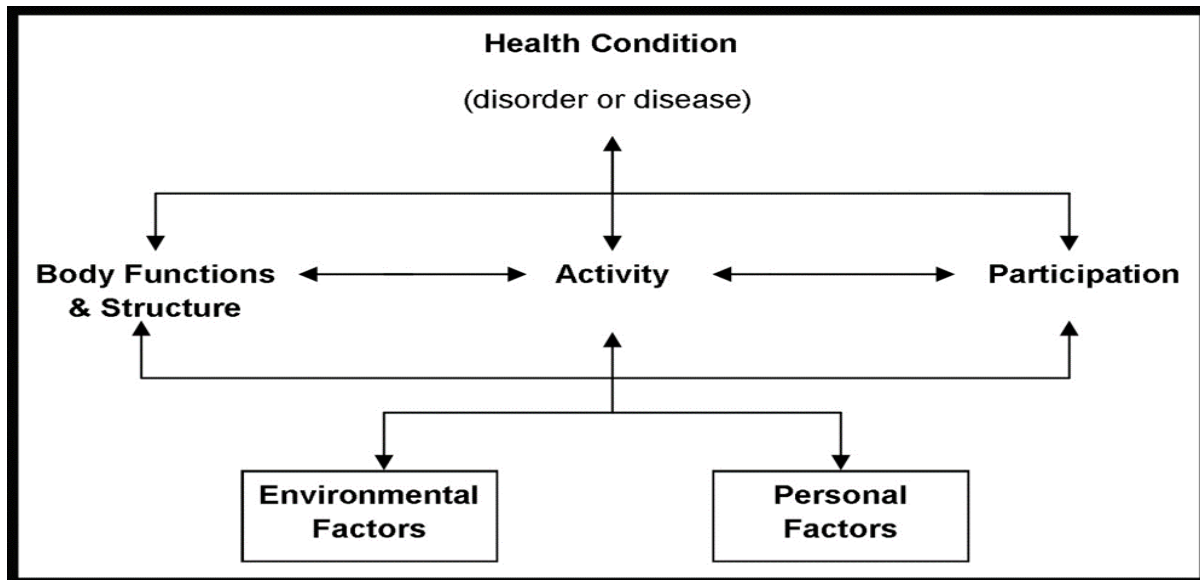 Health Condition
(disorder or disease)
Body Functions
& Structure
Activity
Participation
Environmental
Factors
Personal
Factors